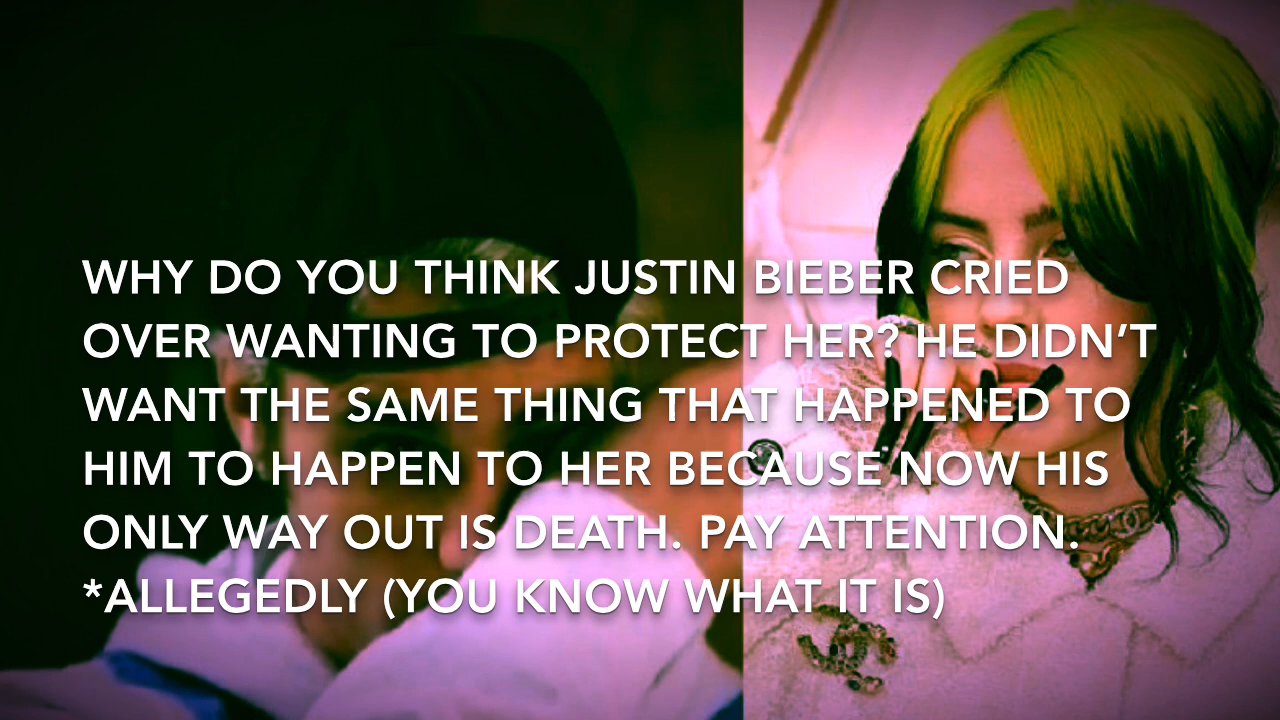 WHY DO YOU THINK JUSTIN BIEBER CRIED
OVER WANTING TO PROTECT HER? HE DIDN’T
WANT THE SAME THING THAT HAPPENED TO
HIM TO HAPPEN TO HER BECAUSE NOW HIS
ONLY WAY OUT IS DEATH. PAY ATTENTION.
*ALLEGEDLY (YOU KNOW WHAT IT IS)